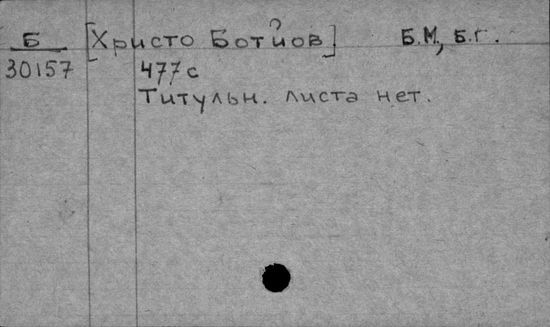 Б [Христо Ботйов] Б.М, Б.Г.
30157 477 с
Титульн. листа нет.